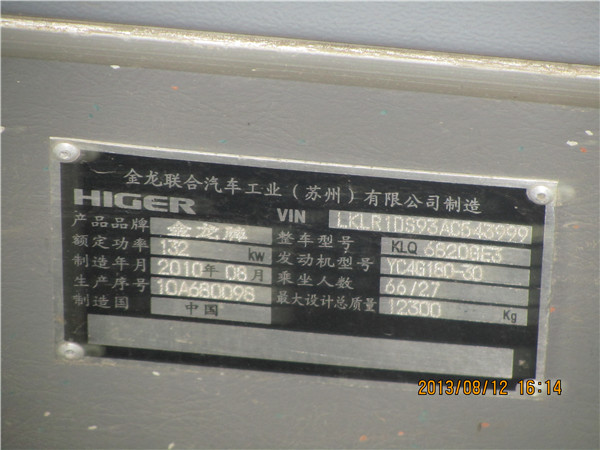 金龙联合汽车工业（苏州）有限公司制造
HIGER VIN LKLR1DS93AC543999
产品品牌 金龙牌 整车型号 KLQ 6820GE3
额定功率 132 kw 发动机型号 YC4G180-30
制造年月 2010年08月 乘坐人数 66/27
生产序号 10A680098 最大设计总质量 12300 Kg
制造国 中国
2013/08/12 16:14